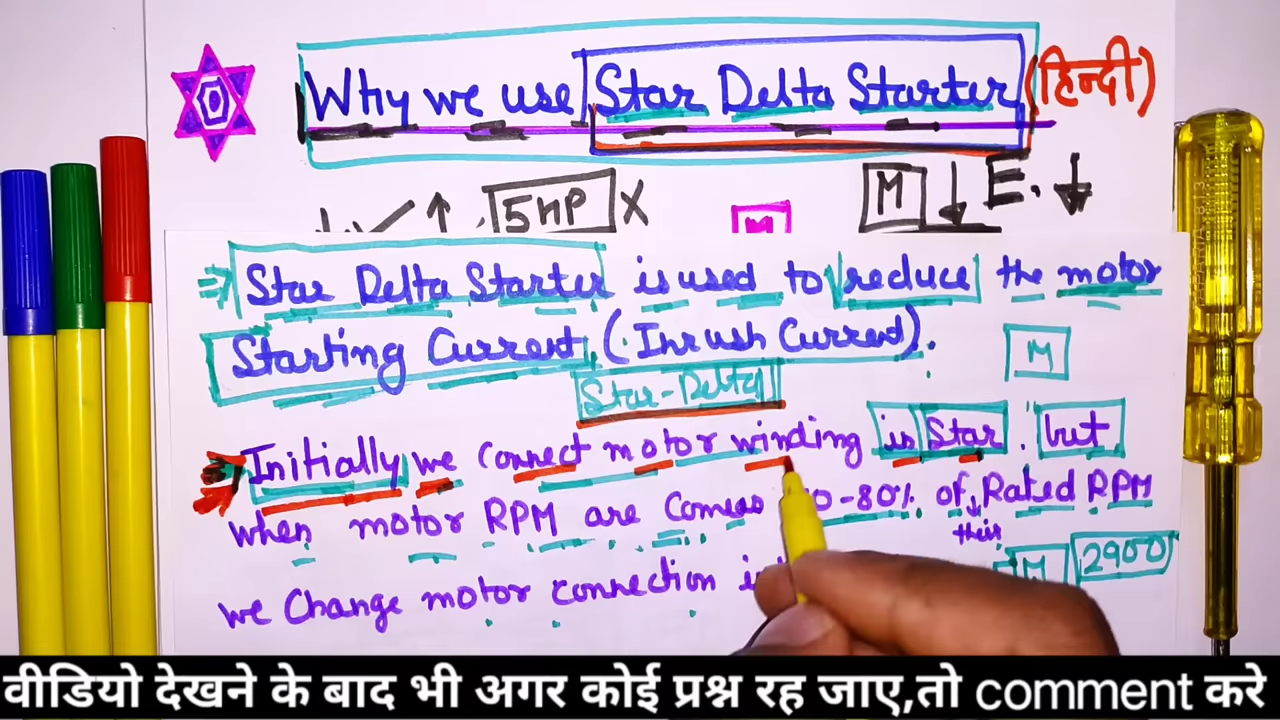 Why we use Star Delta Starter (हिन्दी)
5HP X M E.
M
⇒ Star Delta Starter is used to reduce the motor
Starting Current. (Inrush Current).
M
Star-Delta
Initially we connect motor winding is Star. but
when motor RPM are Comes 0-80% of Rated RPM
their
M 2900
we Change motor connection
वीडियो देखने के बाद भी अगर कोई प्रश्न रह जाए,तो comment करे